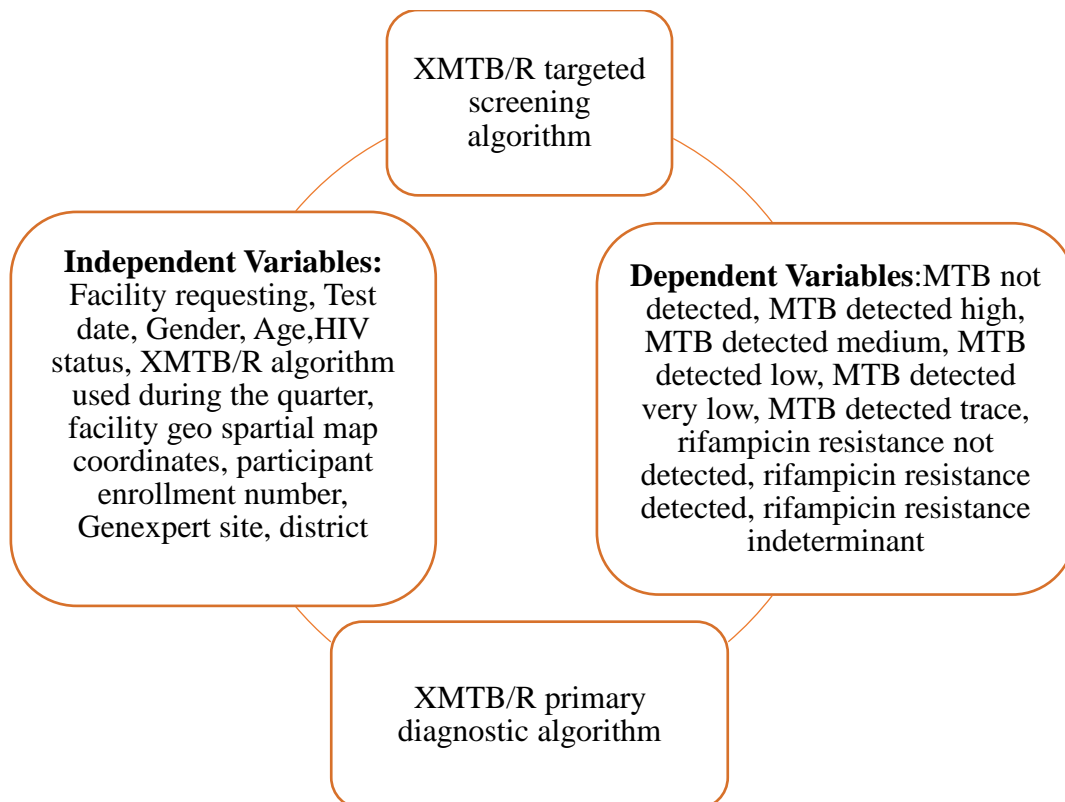 XMTB/R targeted
screening
algorithm
Independent Variables:
Facility requesting, Test
date, Gender, Age,HIV
status, XMTB/R algorithm
used during the quarter,
facility geo spartial map
coordinates, participant
enrollment number,
Genexpert site, district
Dependent Variables:MTB not
detected, MTB detected high,
MTB detected medium, MTB
detected low, MTB detected
very low, MTB detected trace,
rifampicin resistance not
detected, rifampicin resistance
detected, rifampicin resistance
indeterminant
XMTB/R primary
diagnostic algorithm